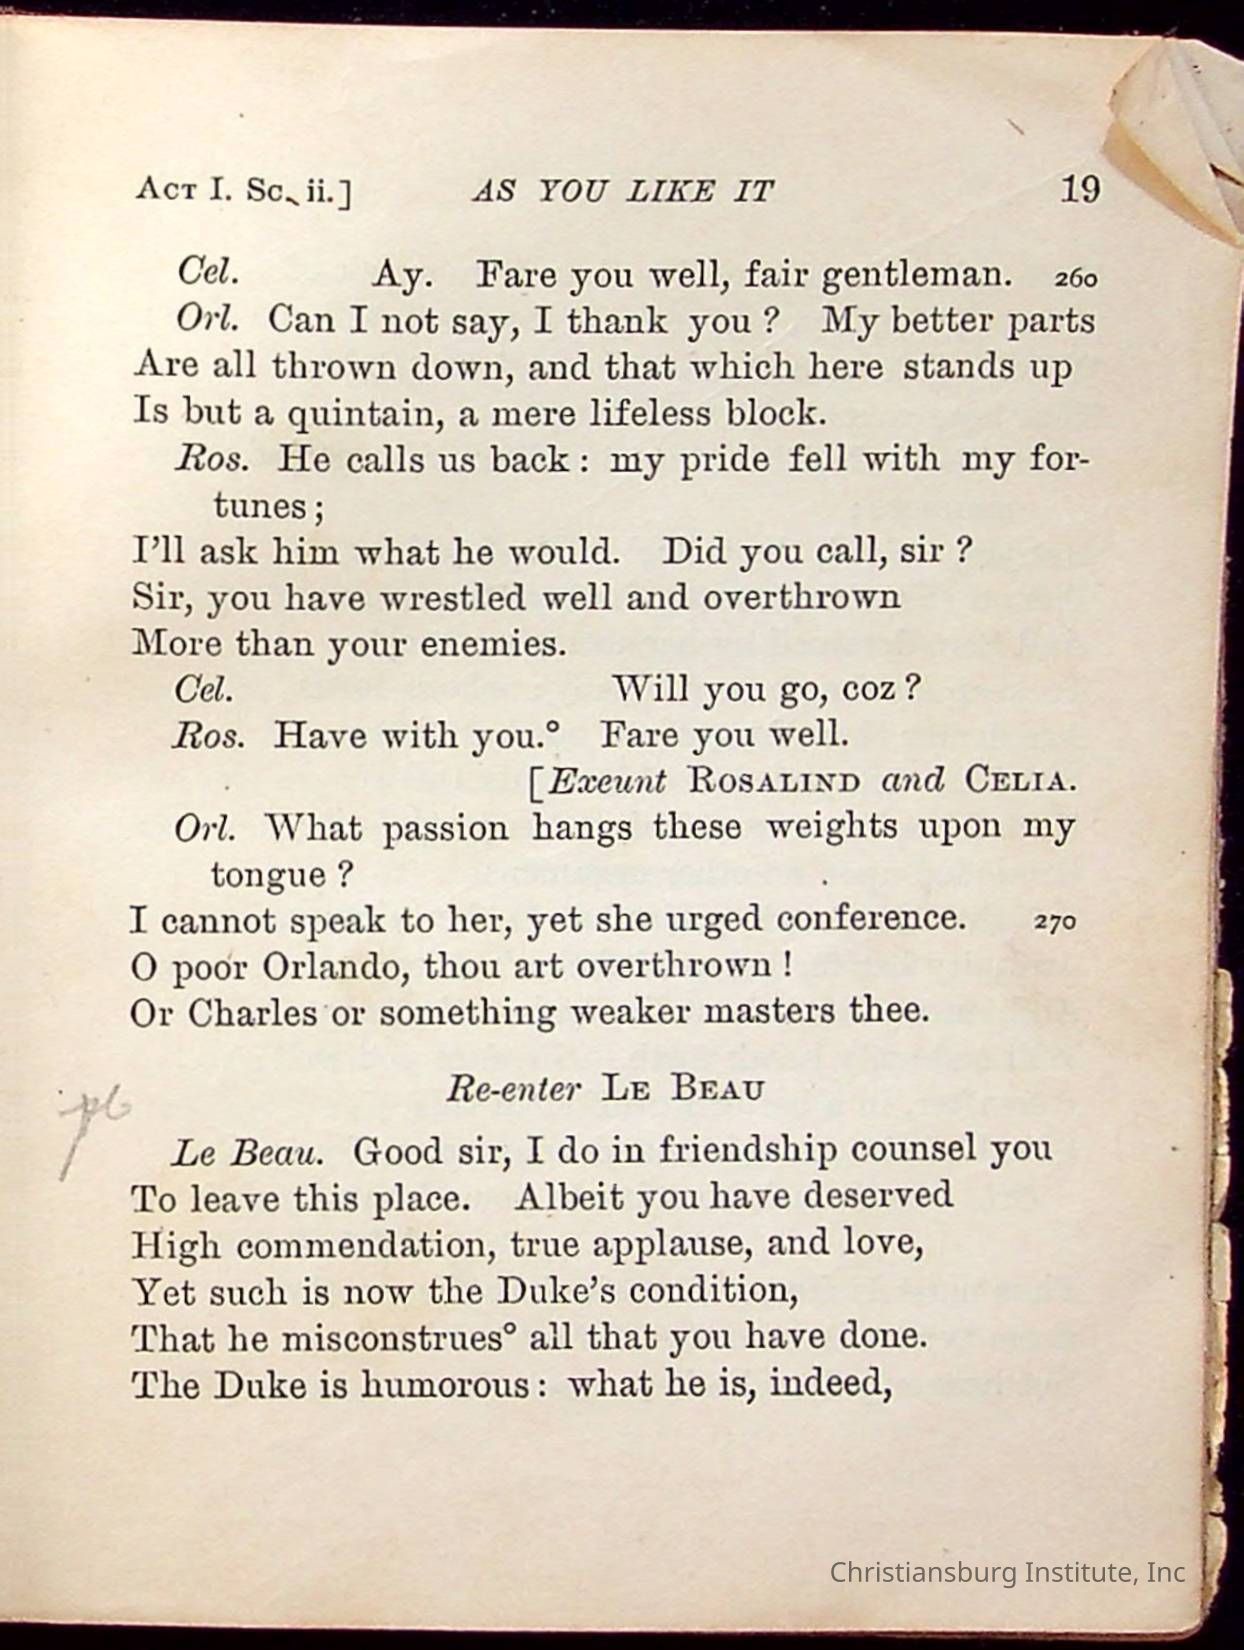 Act I. Sc. ii.] AS YOU LIKE IT 19
Cel. Ay. Fare you well, fair gentleman. 260
Orl. Can I not say, I thank you? My better parts
Are all thrown down, and that which here stands up
Is but a quintain, a mere lifeless block.
Ros. He calls us back: my pride fell with my for-
tunes;
I'll ask him what he would. Did you call, sir?
Sir, you have wrestled well and overthrown
More than your enemies.
Cel. Will you go, coz?
Ros. Have with you.° Fare you well.
[Exeunt Rosalind and Celia.
Orl. What passion hangs these weights upon my
tongue?
I cannot speak to her, yet she urged conference. 270
O poor Orlando, thou art overthrown!
Or Charles or something weaker masters thee.
Re-enter Le Beau
Le Beau. Good sir, I do in friendship counsel you
To leave this place. Albeit you have deserved
High commendation, true applause, and love,
Yet such is now the Duke's condition,
That he misconstrues° all that you have done.
The Duke is humorous: what he is, indeed,
Christiansburg Institute, Inc